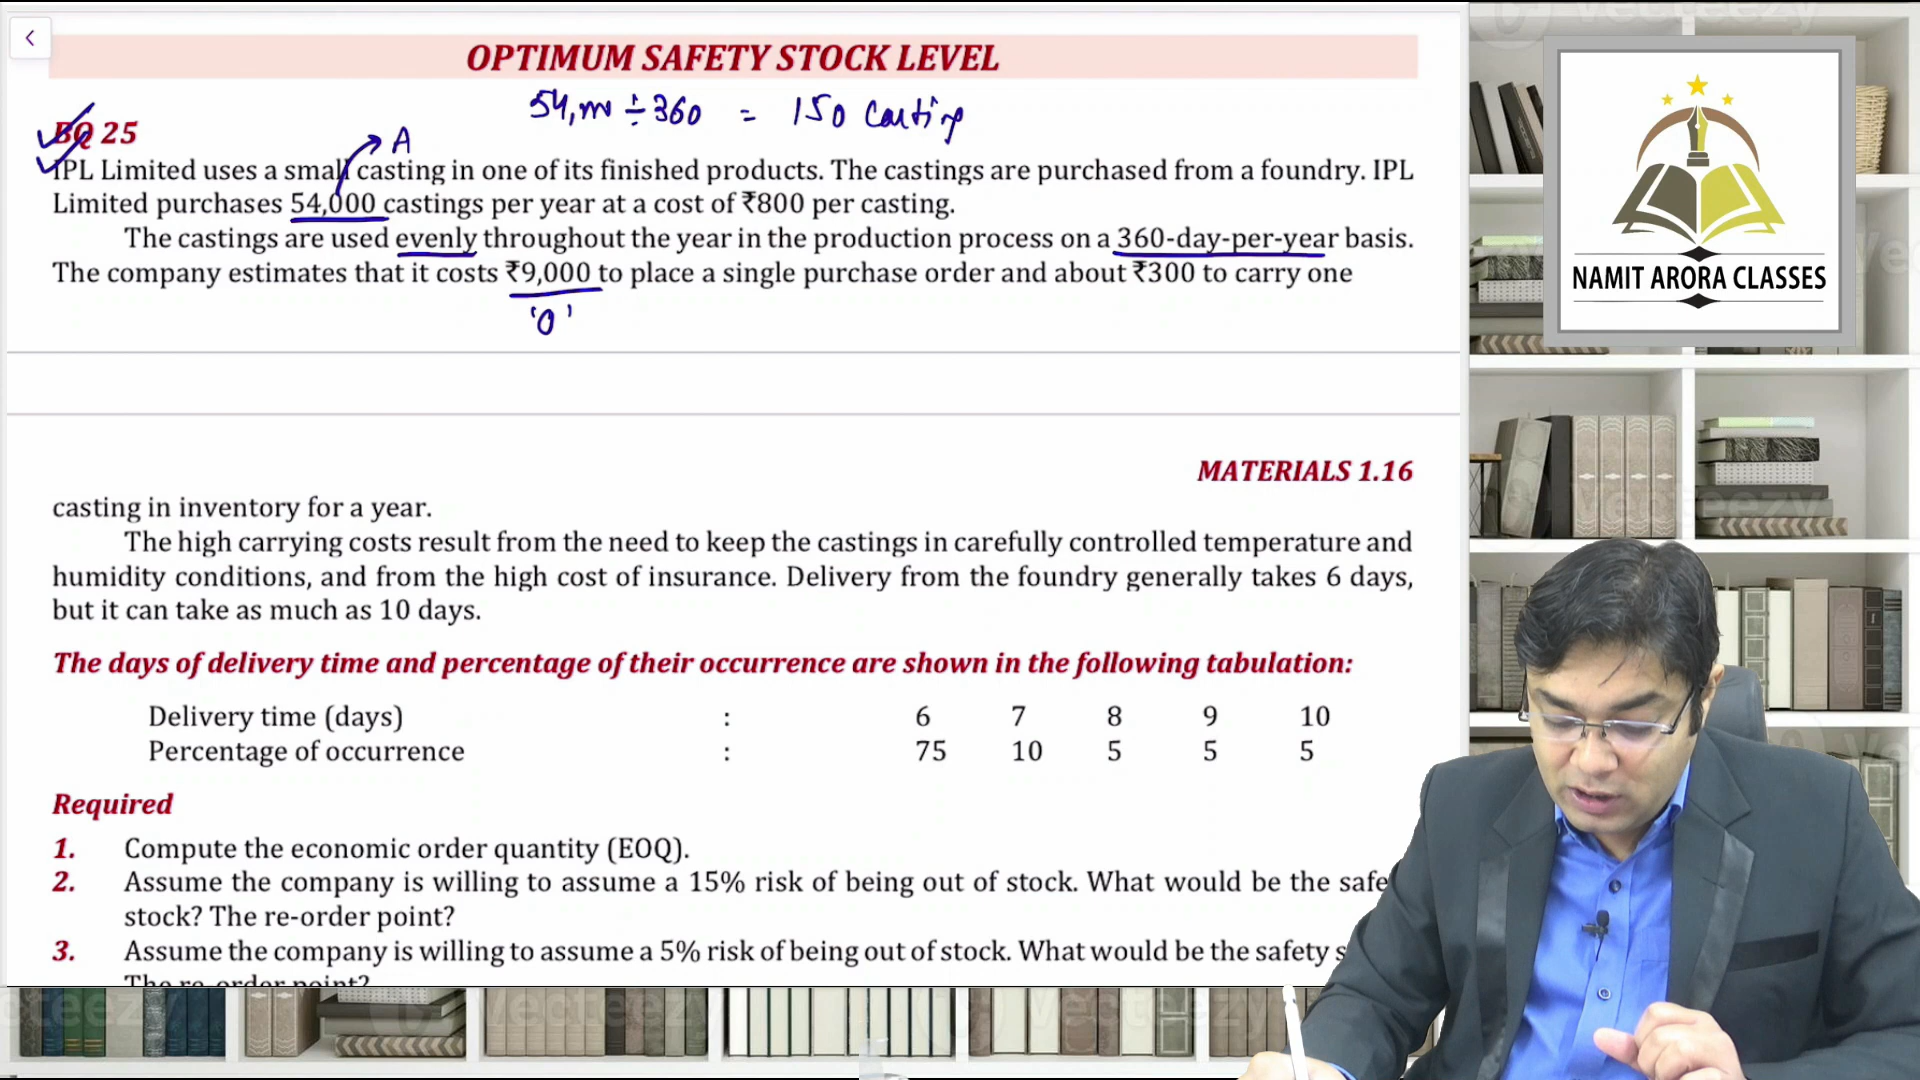 OPTIMUM SAFETY STOCK LEVEL
÷ 360 = 150
BQ 25
A
IPL Limited uses a small casting in one of its finished products. The castings are purchased from a foundry. IPL
Limited purchases 54,000 castings per year at a cost of ₹800 per casting.
The castings are used evenly throughout the year in the production process on a 360-day-per-year basis.
The company estimates that it costs ₹9,000 to place a single purchase order and about ₹300 to carry one
'O'
MATERIALS 1.16
casting in inventory for a year.
The high carrying costs result from the need to keep the castings in carefully controlled temperature and
humidity conditions, and from the high cost of insurance. Delivery from the foundry generally takes 6 days,
but it can take as much as 10 days.
The days of delivery time and percentage of their occurrence are shown in the following tabulation:
Delivery time (days) : 6 7 8 9 10
Percentage of occurrence : 75 10 5 5 5
Required
1. Compute the economic order quantity (EOQ).
2. Assume the company is willing to assume a 15% risk of being out of stock. What would be the
stock? The re-order point?
3. Assume the company is willing to assume a 5% risk of being out of stock. What would be the safety
The re-order point?
NAMIT ARORA CLASSES